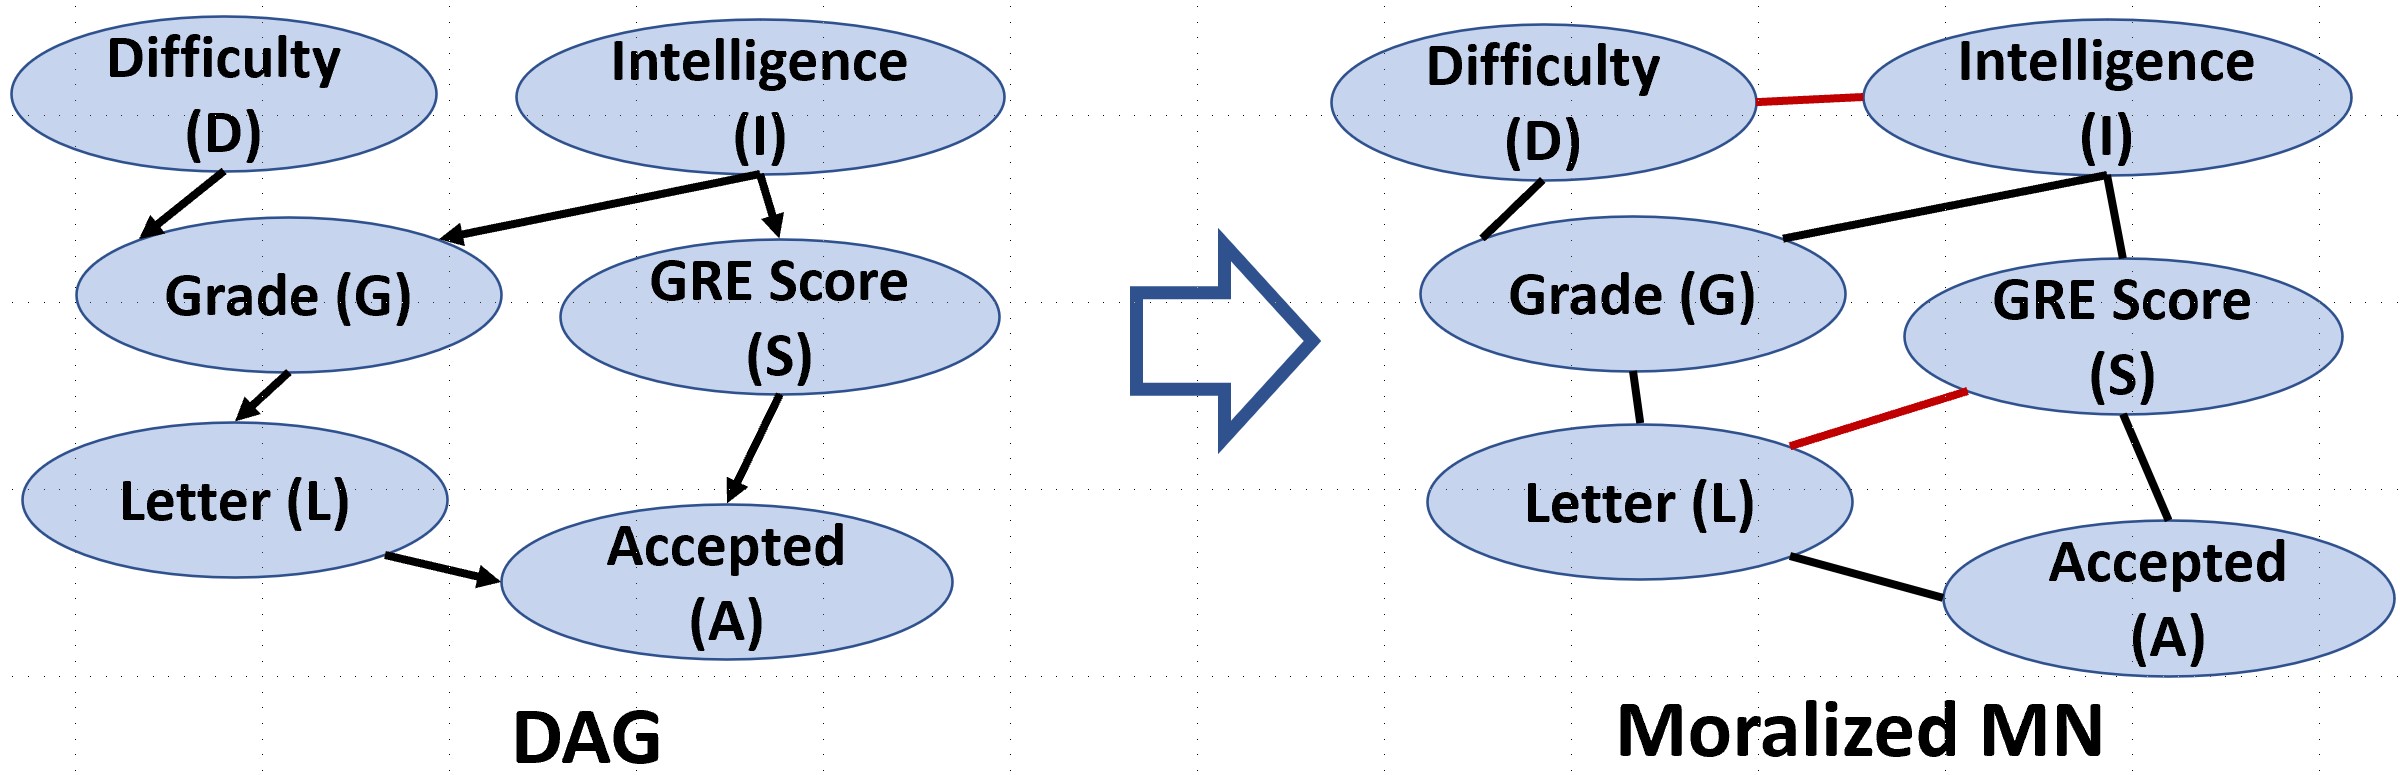 Difficulty
(D)
Intelligence
(I)
Grade (G)
GRE Score
(S)
Letter (L)
Accepted
(A)
DAG
Difficulty
(D)
Intelligence
(I)
Grade (G)
GRE Score
(S)
Letter (L)
Accepted
(A)
Moralized MN